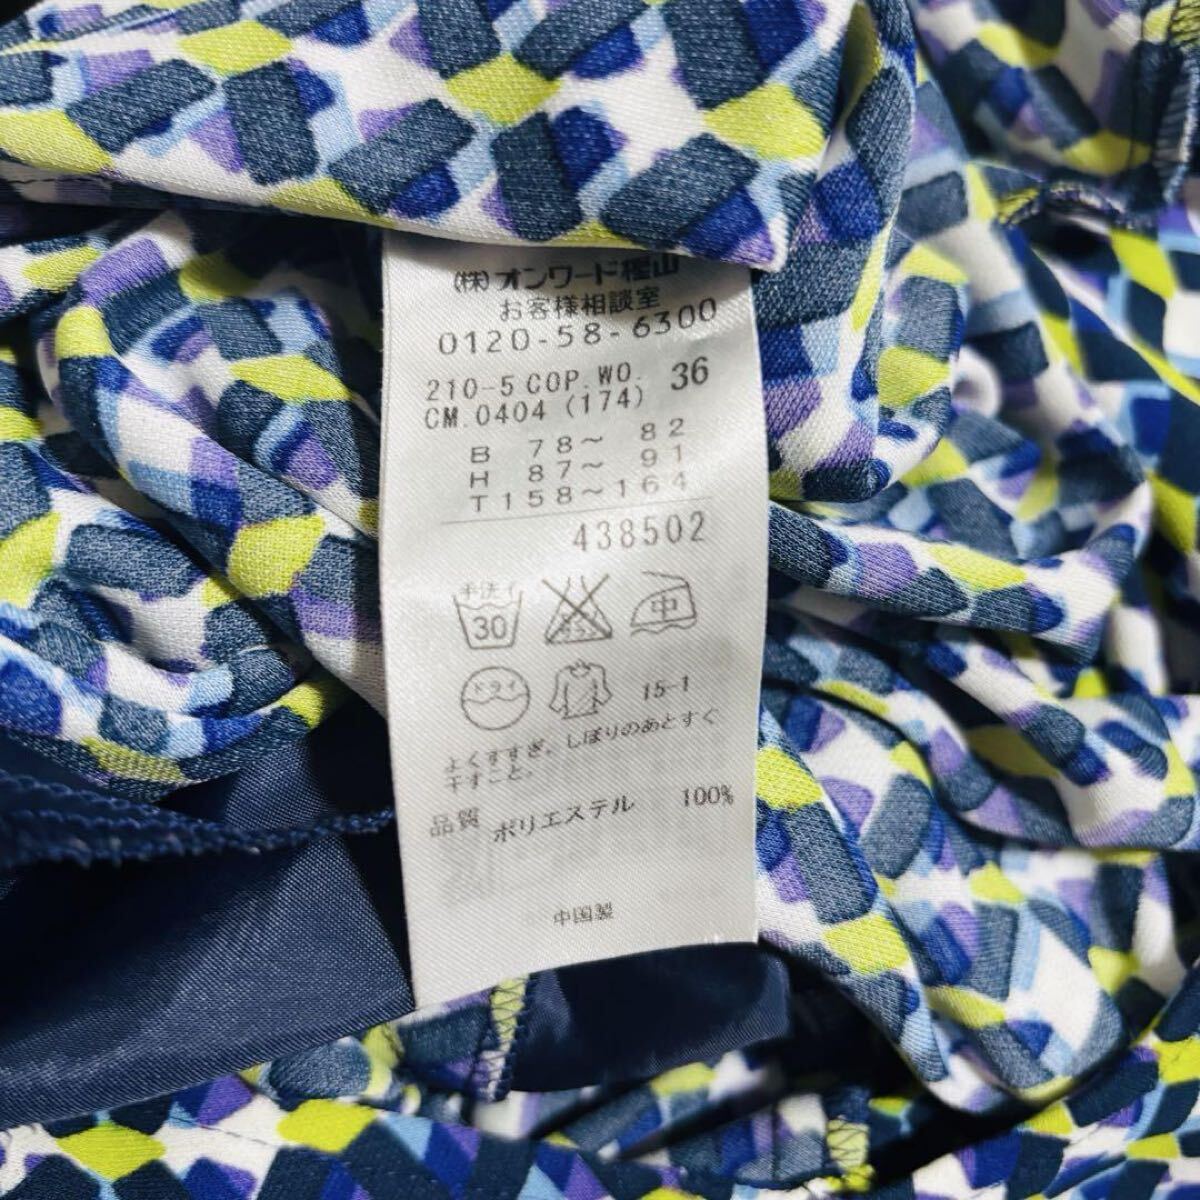 (株)オンワード樫山
お客様相談室
0120-58-6300
210-5 COP.WO. 36
CM.0404 (174)
B 78～ 82
H 87～ 91
T158～164
438502
手洗イ
30
エンソ
中
ドライ
15-1
よくすすぎ、しぼりのあとすぐ
干すこと。
品質 ポリエステル 100%
中国製